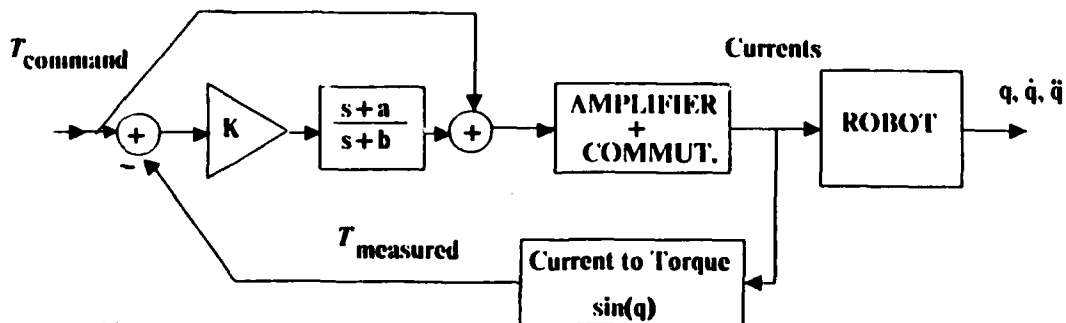 T command
Currents
q, q̇, q̈
K
s+a
s+b
+
+
−
AMPLIFIER
+
COMMUT.
ROBOT
T measured
Current to Torque
sin(q)